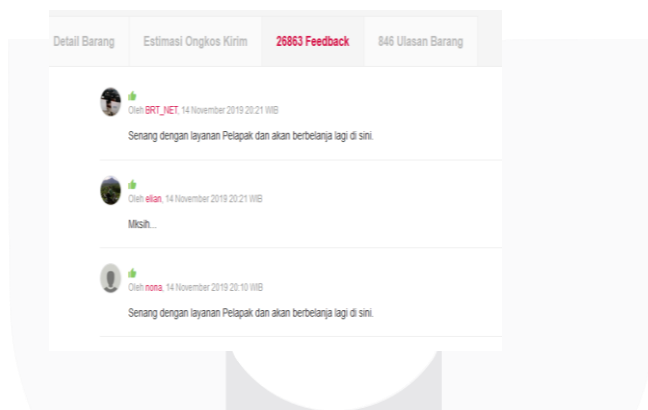 Detail Barang Estimasi Ongkos Kirim 26863 Feedback 846 Ulasan Barang
Oleh BRT_NET, 14 November 2019 20:21 WIB
Senang dengan layanan Pelapak dan akan berbelanja lagi di sini.
Oleh elian, 14 November 2019 20:21 WIB
Mksih...
Oleh nona, 14 November 2019 20:10 WIB
Senang dengan layanan Pelapak dan akan berbelanja lagi di sini.